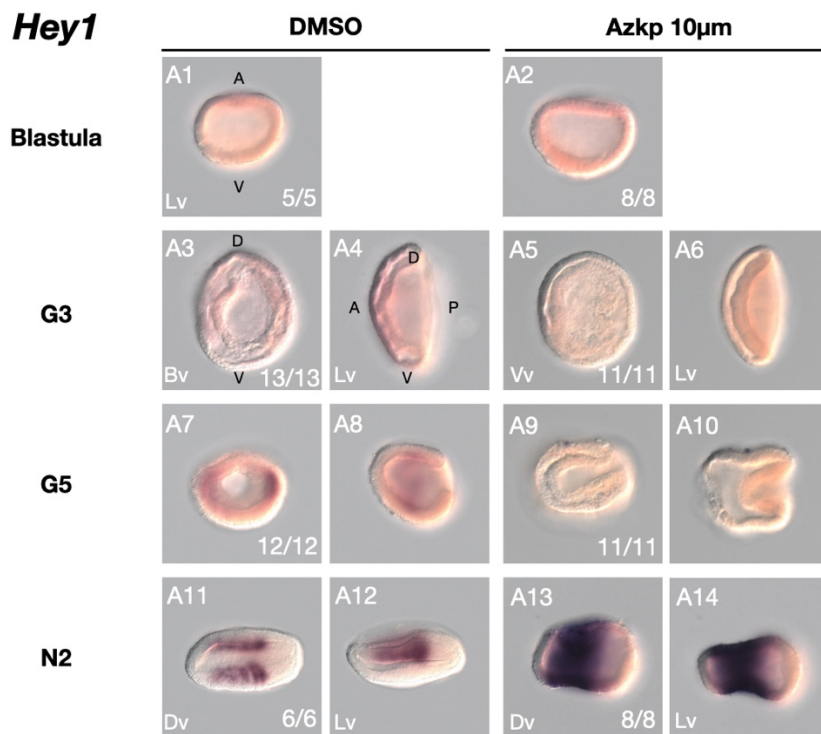 Hey1
DMSO
Azkp 10μm
Blastula
A1
A
V
Lv
5/5
A2
8/8
G3
A3
D
Bv
V
13/13
A4
D
A
P
Lv
V
A5
Vv
11/11
A6
Lv
G5
A7
12/12
A8
A9
11/11
A10
N2
A11
Dv
6/6
A12
Lv
A13
Dv
8/8
A14
Lv